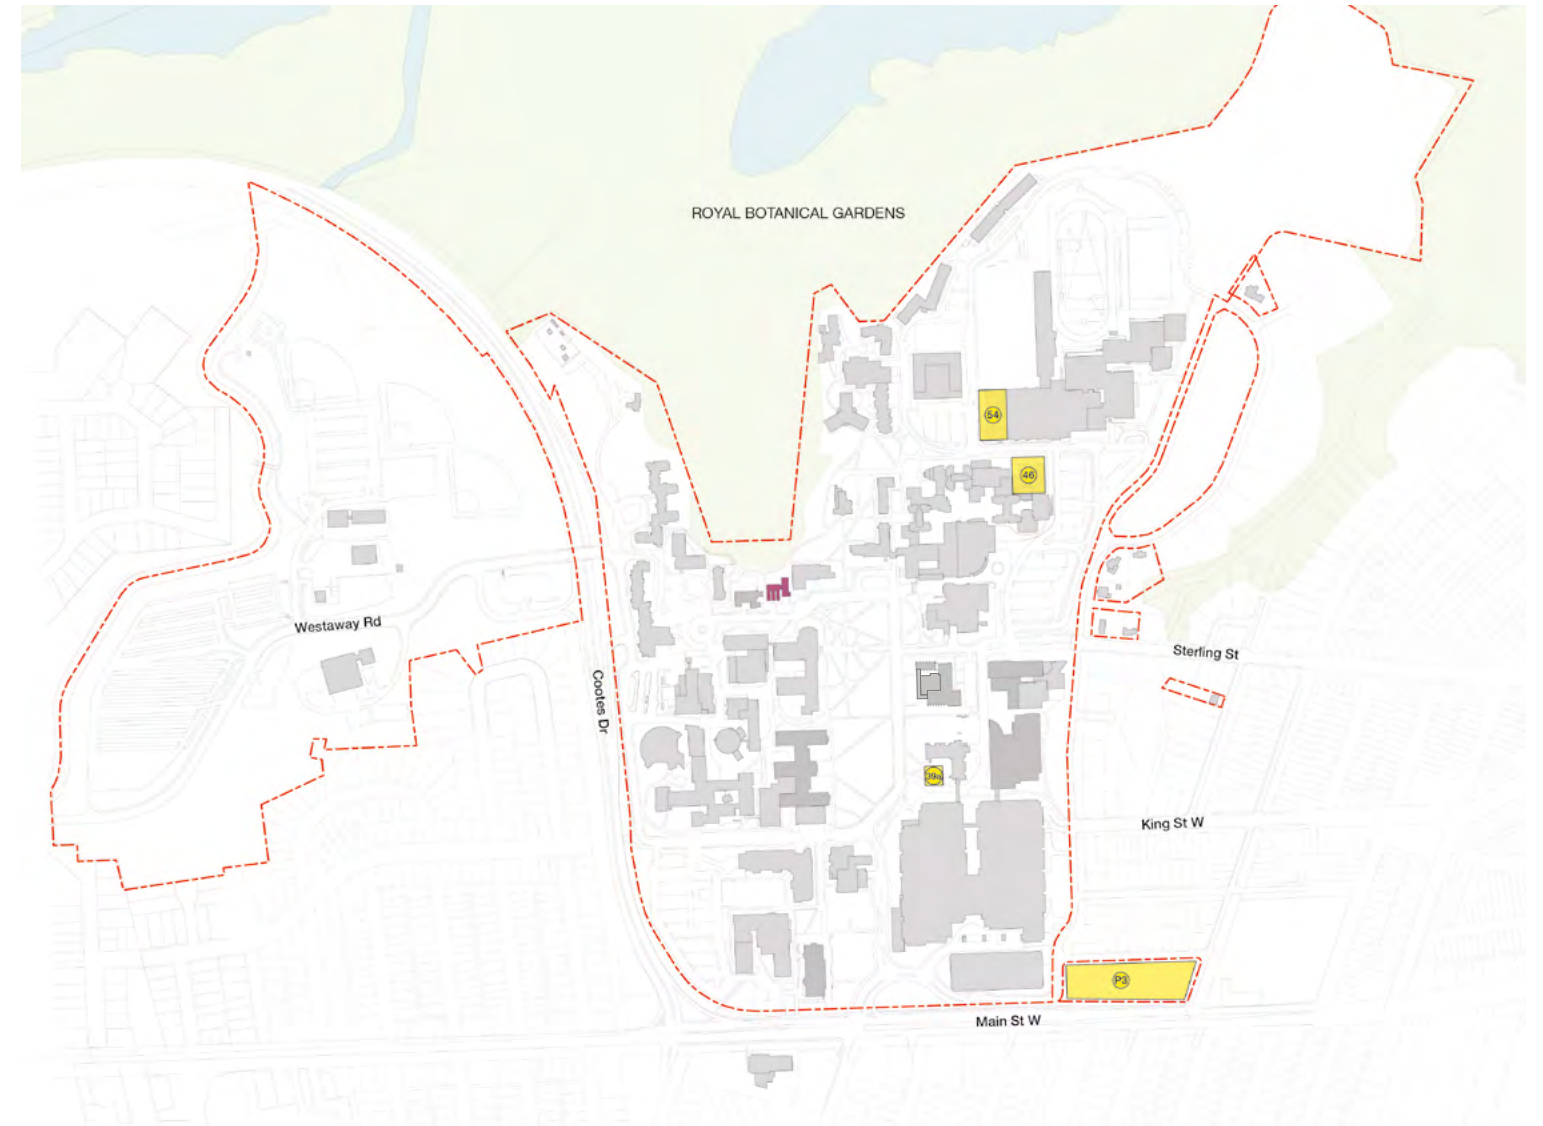 ROYAL BOTANICAL GARDENS
54
46
Westaway Rd
Sterling St
Cootes Dr
39a
King St W
P3
Main St W